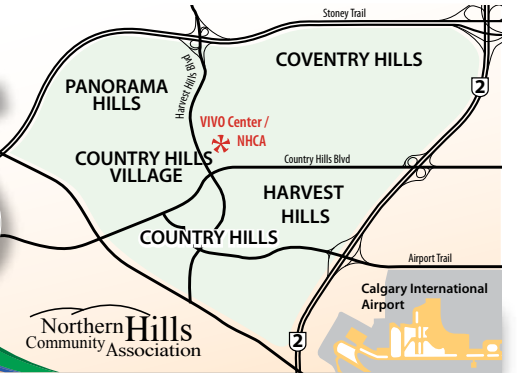 Stoney Trail
COVENTRY HILLS
Harvest Hills Blvd
PANORAMA
HILLS
2
VIVO Center /
NHCA
COUNTRY HILLS
VILLAGE
Country Hills Blvd
HARVEST
HILLS
COUNTRY HILLS
Airport Trail
Calgary International
Airport
Northern Hills
Community Association
2